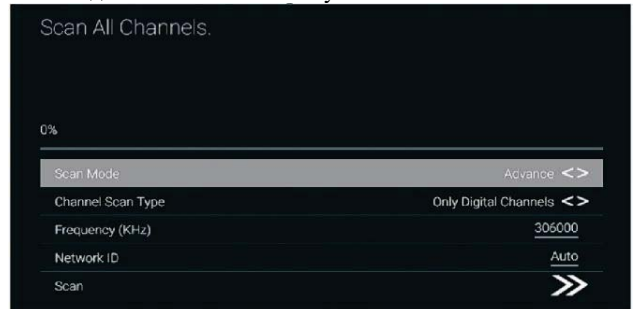 Scan All Channels.
0%
Scan Mode Advance <>
Channel Scan Type Only Digital Channels <>
Frequency (KHz) 306000
Network ID Auto
Scan >>